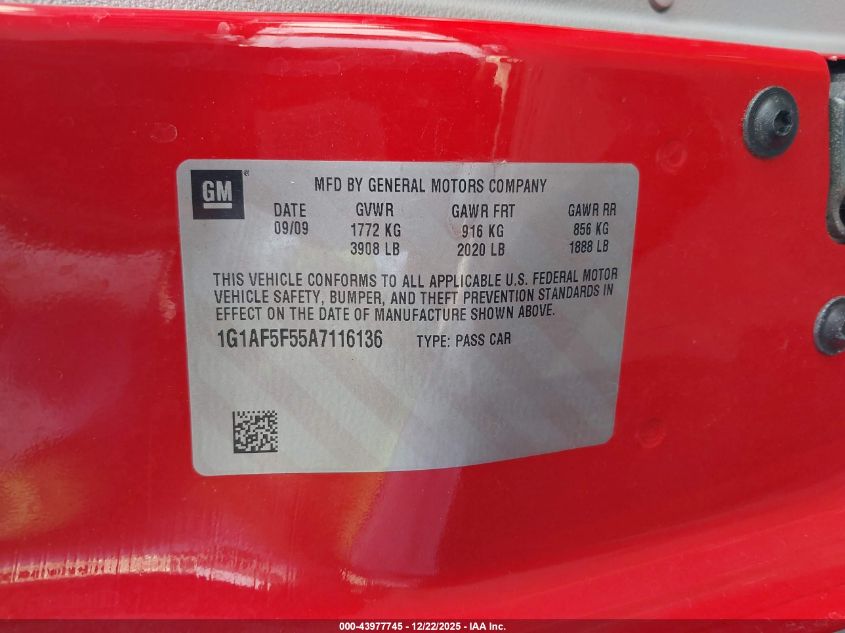 GM ®
MFD BY GENERAL MOTORS COMPANY
DATE GVWR GAWR FRT GAWR RR
09/09 1772 KG 916 KG 856 KG
3908 LB 2020 LB 1888 LB
THIS VEHICLE CONFORMS TO ALL APPLICABLE U.S. FEDERAL MOTOR
VEHICLE SAFETY, BUMPER, AND THEFT PREVENTION STANDARDS IN
EFFECT ON THE DATE OF MANUFACTURE SHOWN ABOVE.
1G1AF5F55A7116136 TYPE: PASS CAR
000-43977745 - 12/22/2025 - IAA Inc.